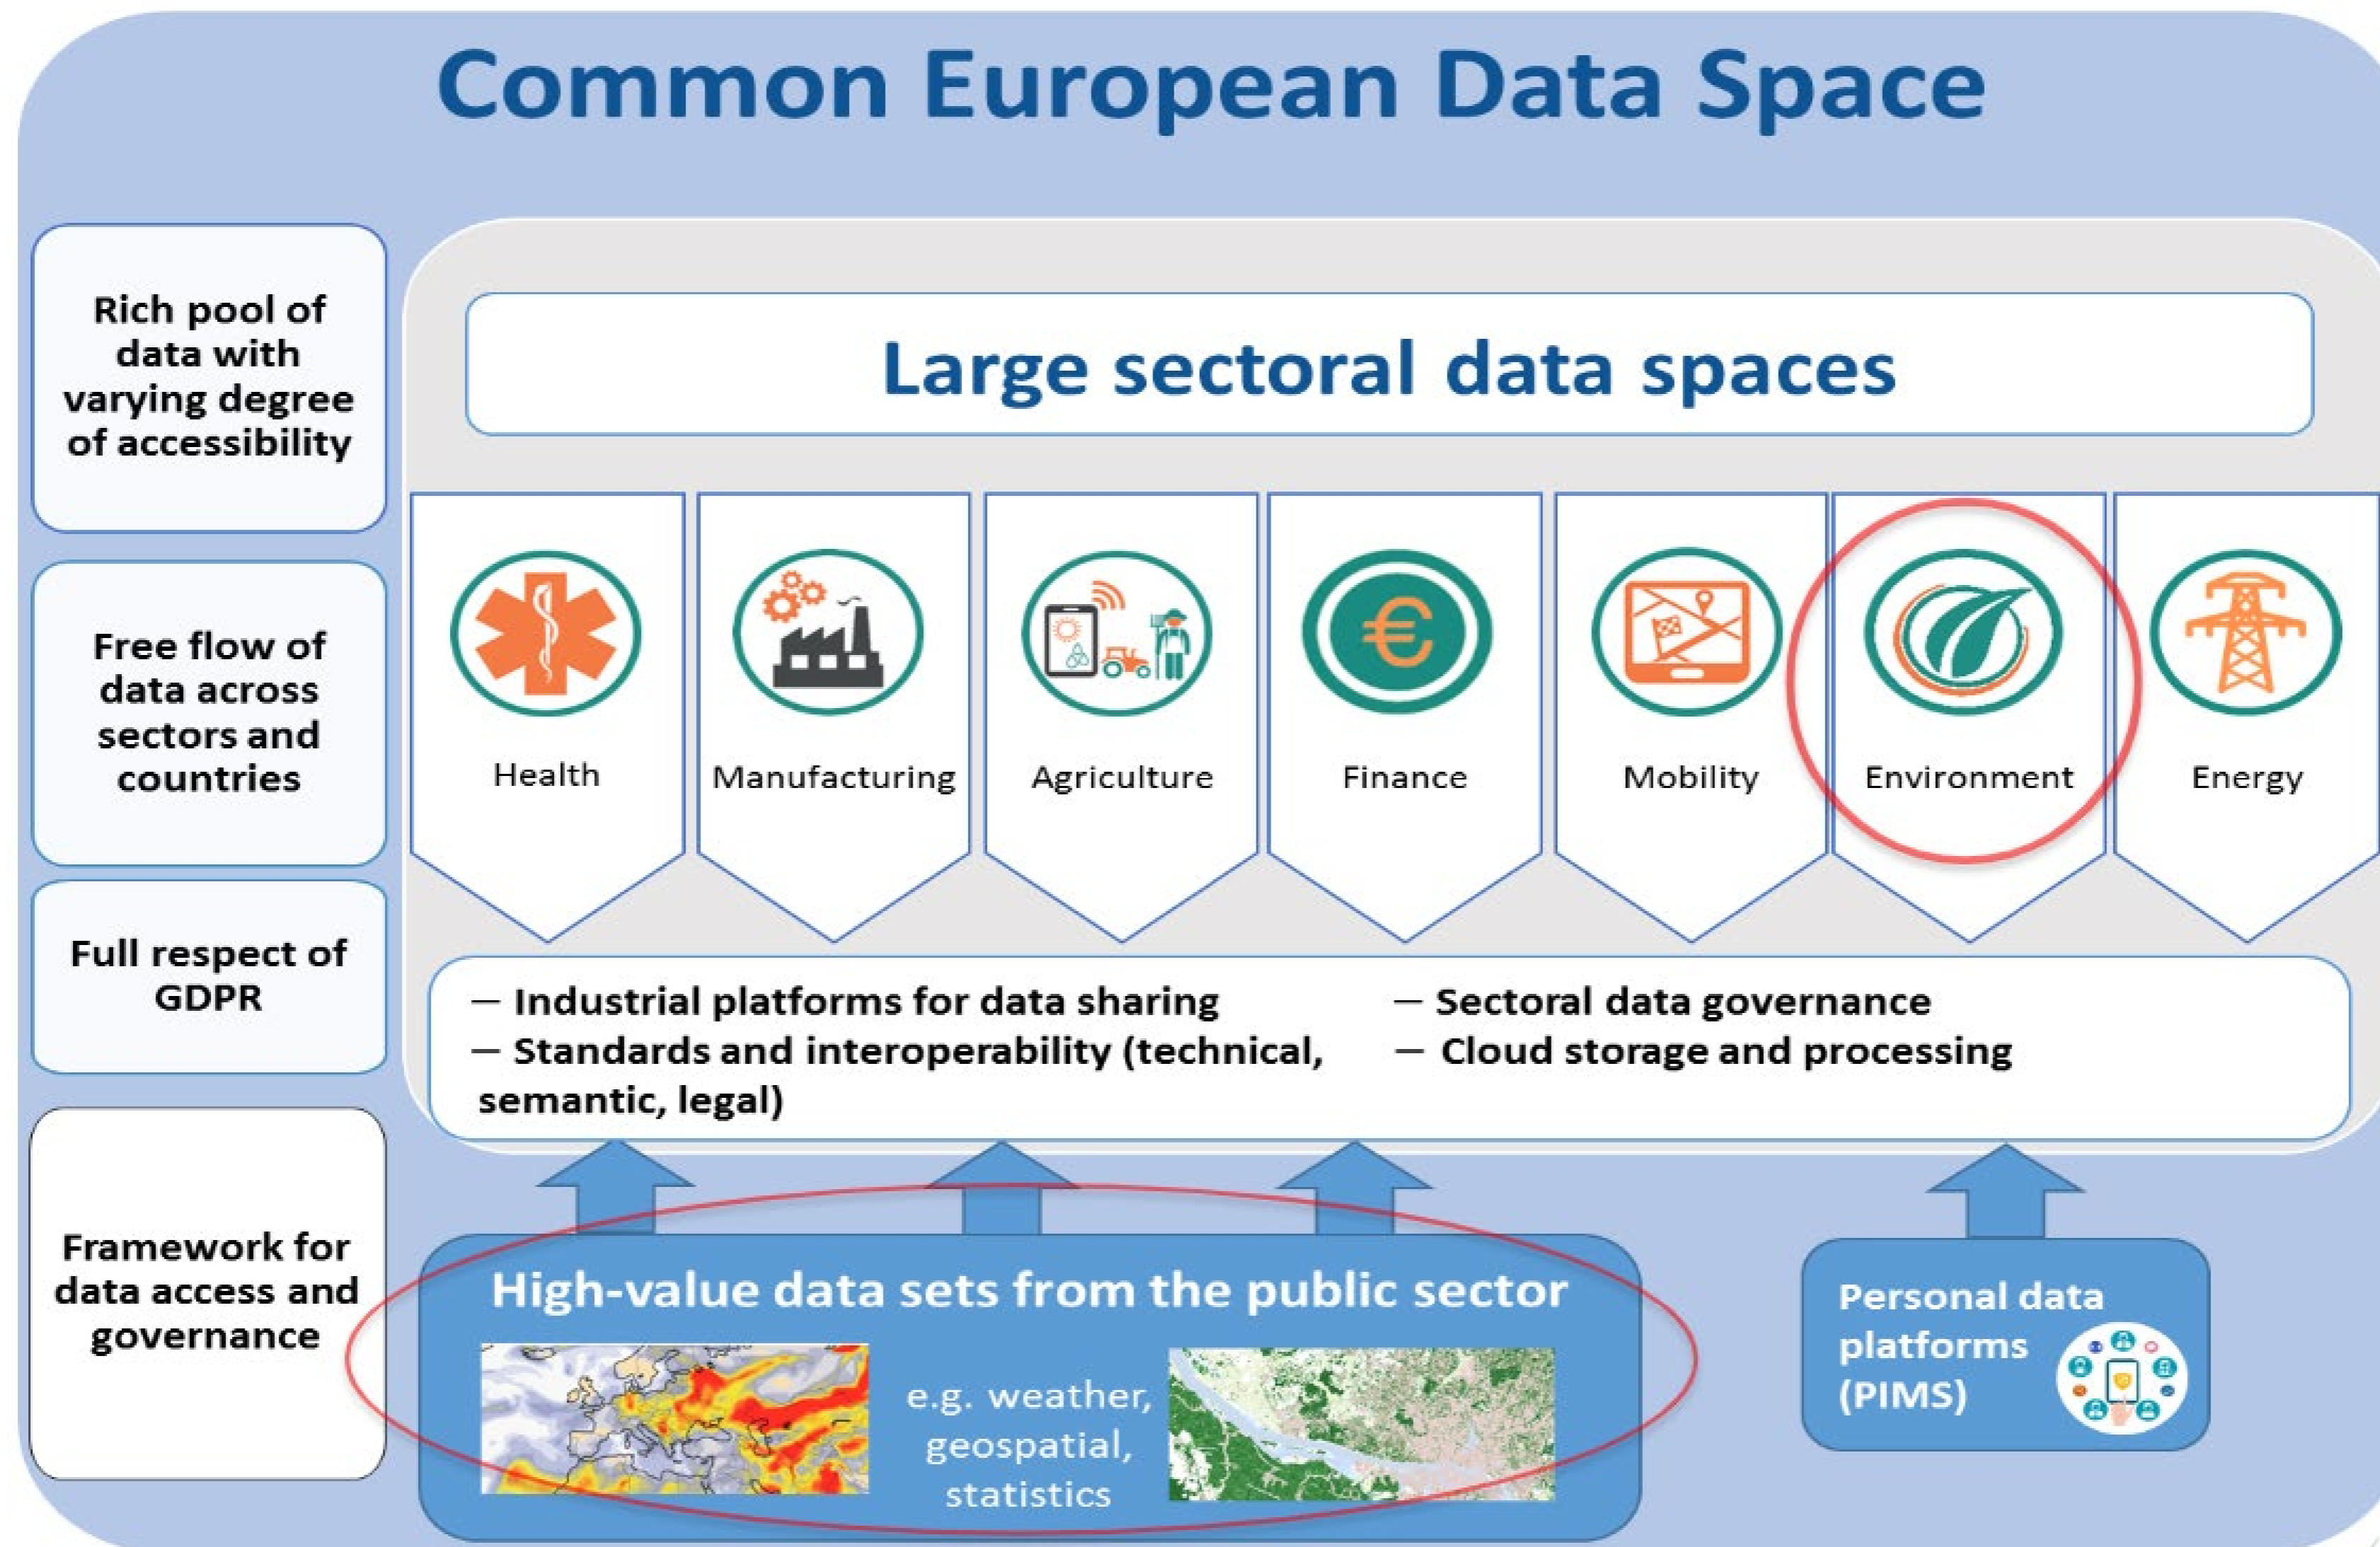 Common European Data Space
Rich pool of
data with
varying degree
of accessibility
Free flow of
data across
sectors and
countries
Full respect of
GDPR
Framework for
data access and
governance
Large sectoral data spaces
Health
Manufacturing
Agriculture
€
Finance
Mobility
Environment
Energy
— Industrial platforms for data sharing
— Standards and interoperability (technical,
semantic, legal)
— Sectoral data governance
— Cloud storage and processing
High-value data sets from the public sector
e.g. weather,
geospatial,
statistics
Personal data
platforms
(PIMS)